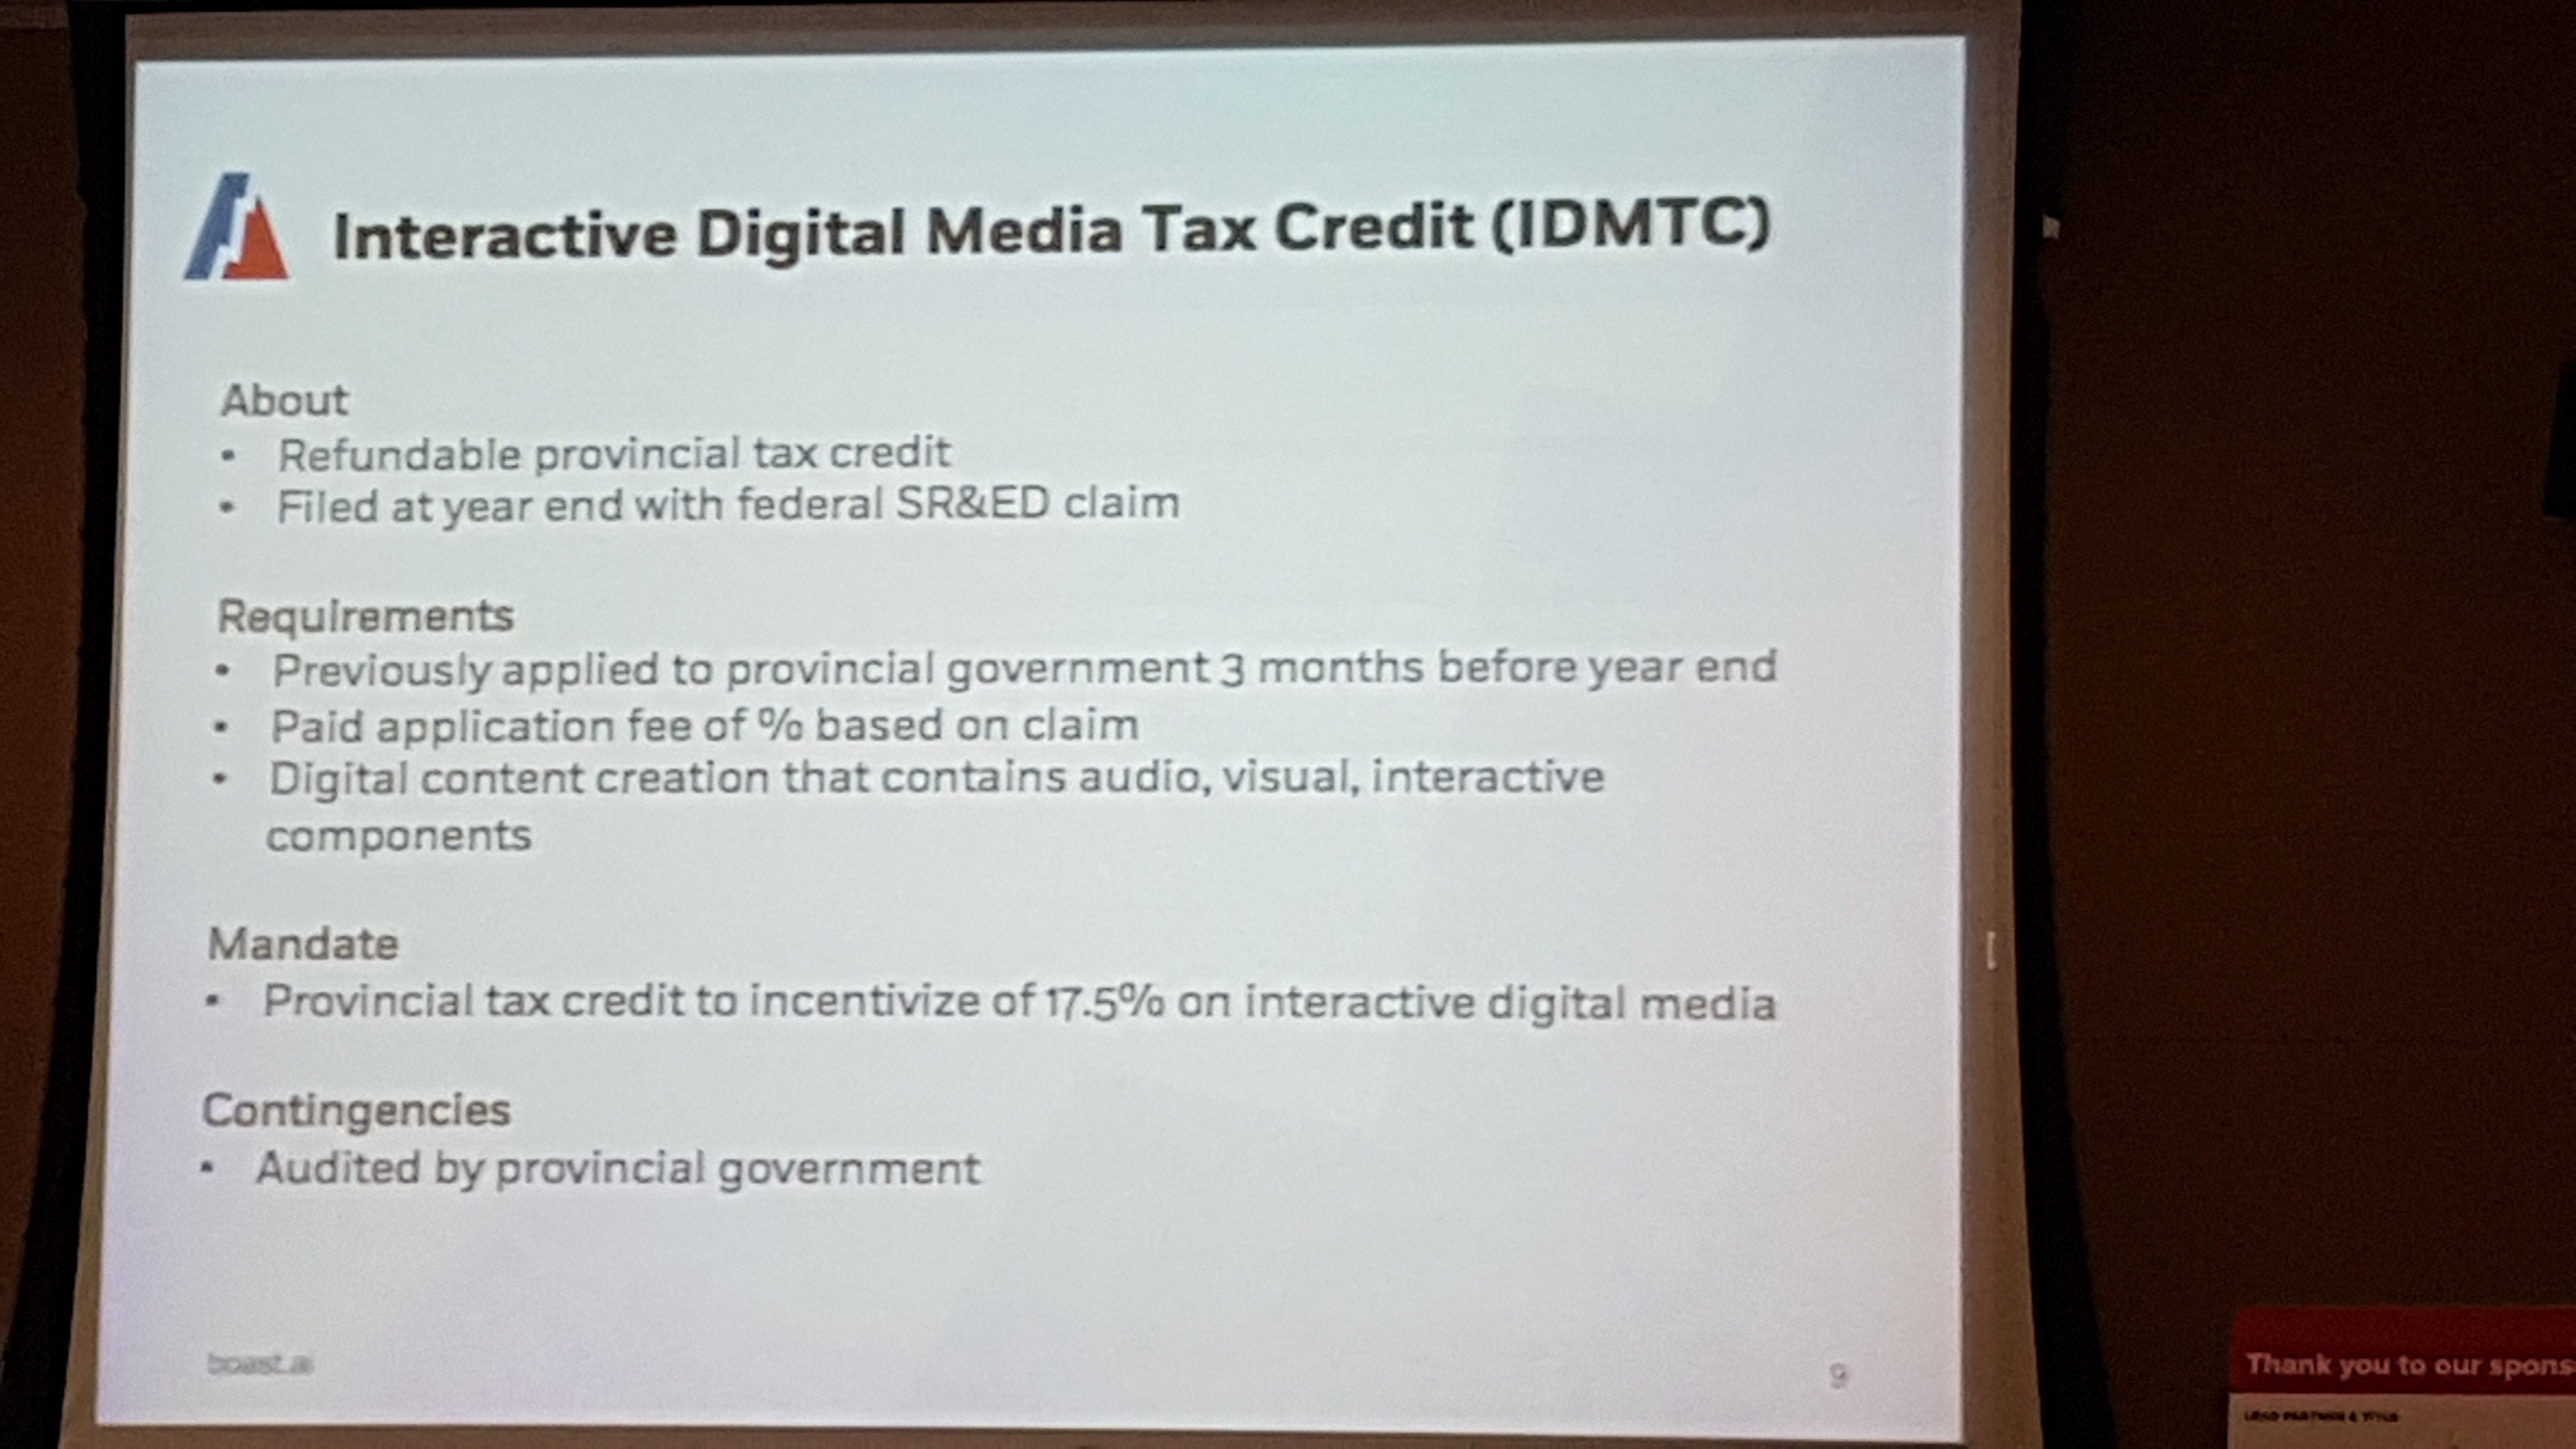 Interactive Digital Media Tax Credit (IDMTC)
About
• Refundable provincial tax credit
• Filed at year end with federal SR&ED claim
Requirements
• Previously applied to provincial government 3 months before year end
• Paid application fee of % based on claim
• Digital content creation that contains audio, visual, interactive
components
Mandate
• Provincial tax credit to incentivize of 17.5% on interactive digital media
Contingencies
• Audited by provincial government
boast.ai
9
Thank you to our spons
LEAD PARTNER & TITLE